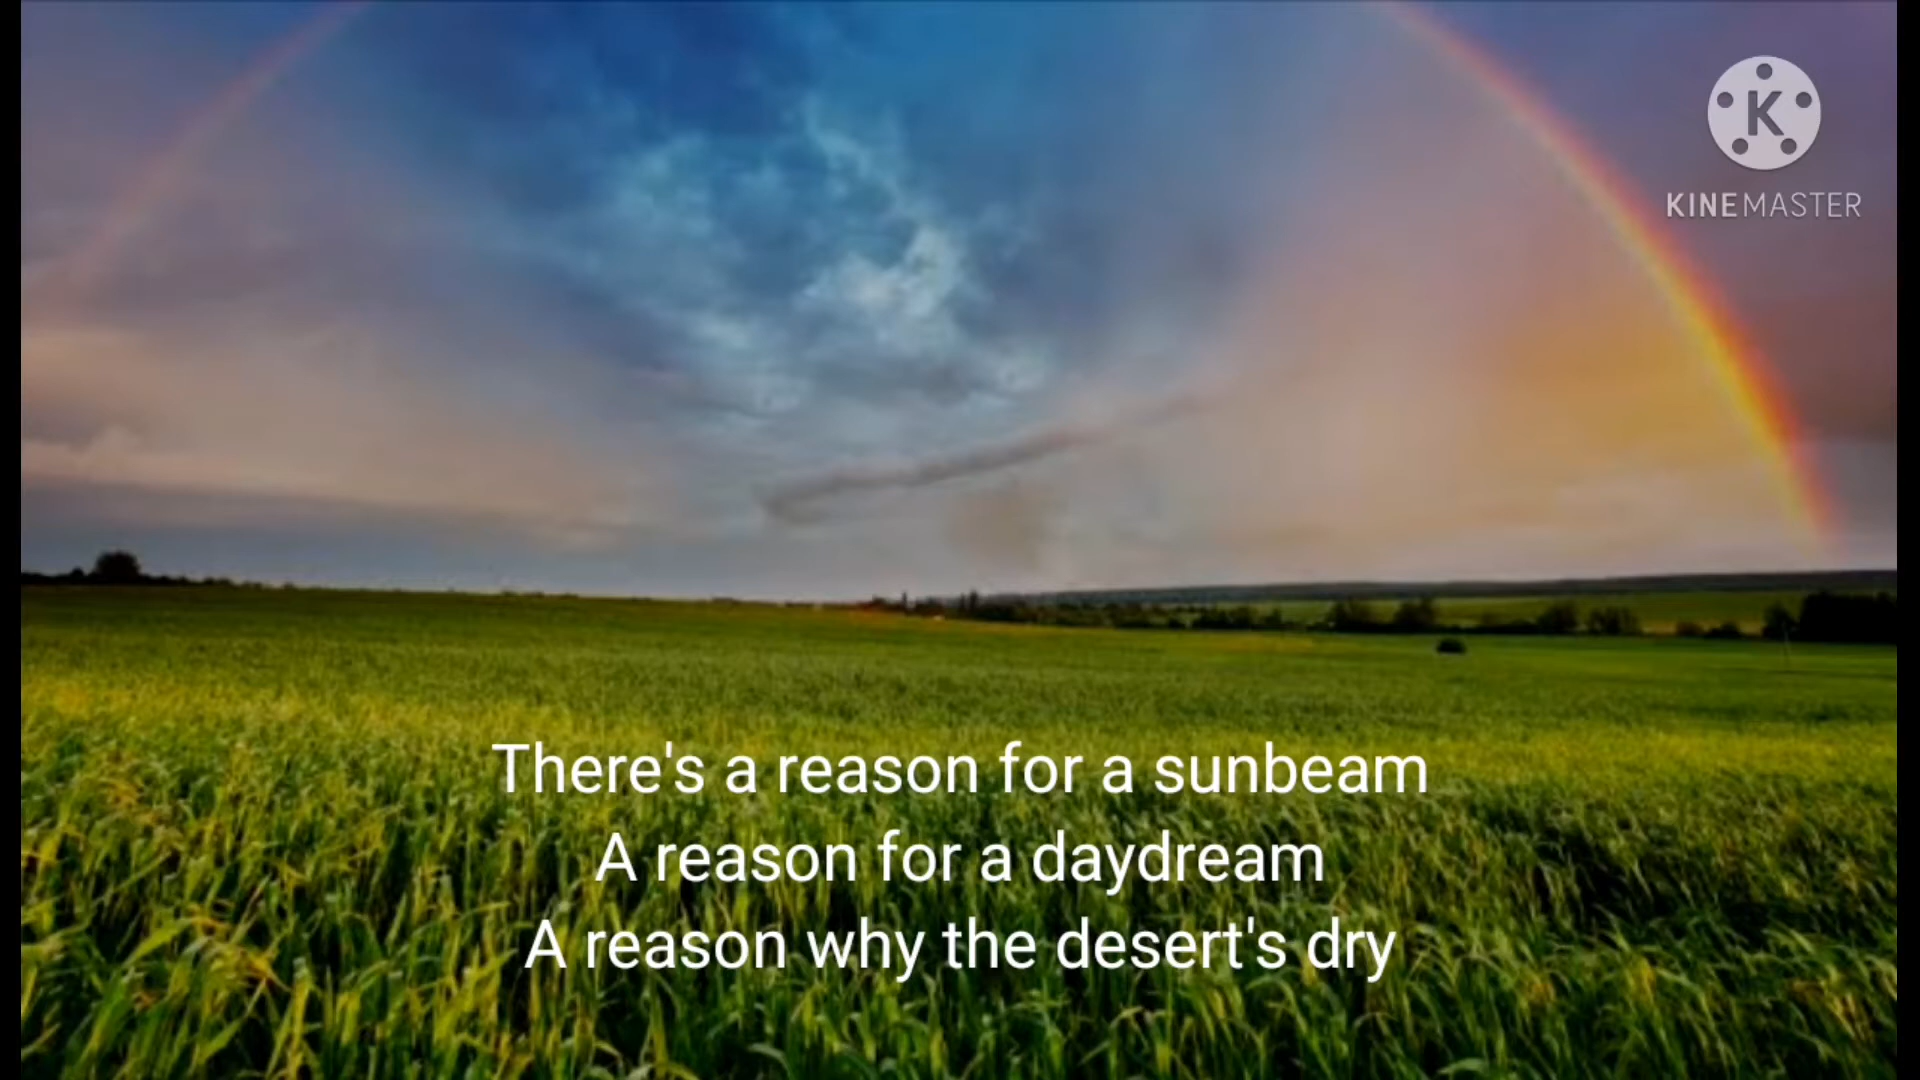 K
KINEMASTER
There's a reason for a sunbeam
A reason for a daydream
A reason why the desert's dry